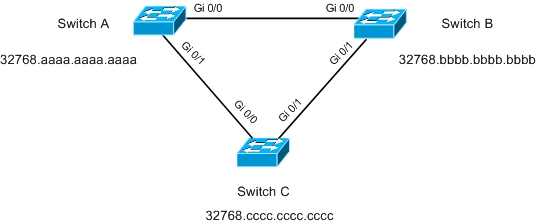 Gi 0/0
Gi 0/0
Switch A
Switch B
32768.aaaa.aaaa.aaaa
32768.bbbb.bbbb.bbbb
Gi 0/1
Gi 0/1
Gi 0/0
Gi 0/1
Switch C
32768.cccc.cccc.cccc